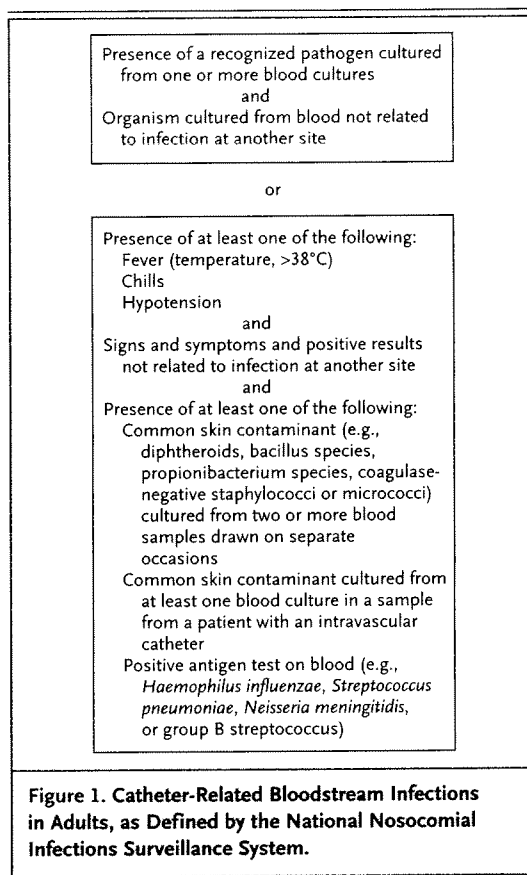 Presence of a recognized pathogen cultured
from one or more blood cultures
and
Organism cultured from blood not related
to infection at another site
or
Presence of at least one of the following:
Fever (temperature, >38°C)
Chills
Hypotension
and
Signs and symptoms and positive results
not related to infection at another site
and
Presence of at least one of the following:
Common skin contaminant (e.g.,
diphtheroids, bacillus species,
propionibacterium species, coagulase-
negative staphylococci or micrococci)
cultured from two or more blood
samples drawn on separate
occasions
Common skin contaminant cultured from
at least one blood culture in a sample
from a patient with an intravascular
catheter
Positive antigen test on blood (e.g.,
Haemophilus influenzae, Streptococcus
pneumoniae, Neisseria meningitidis,
or group B streptococcus)
Figure 1. Catheter-Related Bloodstream Infections
in Adults, as Defined by the National Nosocomial
Infections Surveillance System.